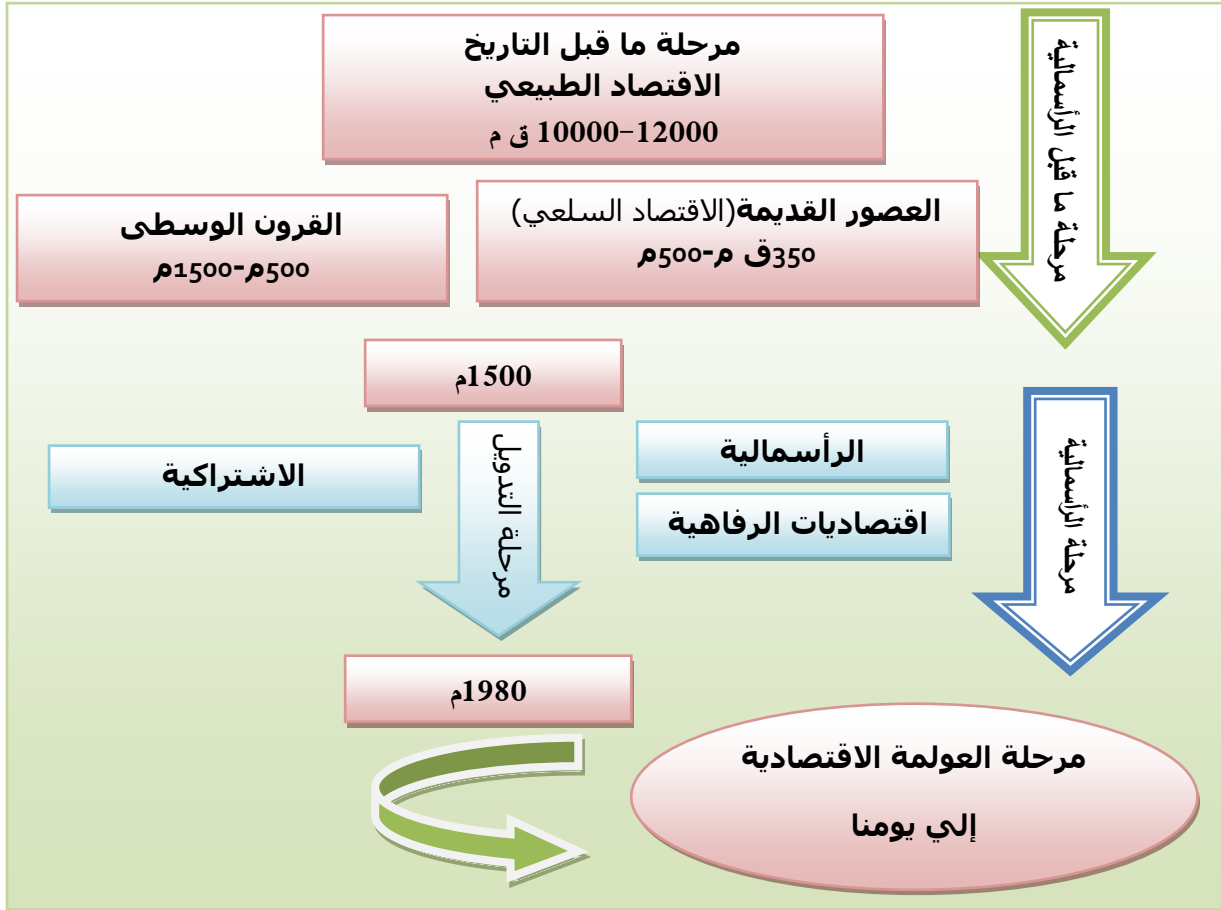 مرحلة ما قبل التاريخ
الاقتصاد الطبيعي
12000-10000 ق م
مرحلة ما قبل الرأسمالية
العصور القديمة(الاقتصاد السلعي)
350ق م-500م
القرون الوسطى
500م-1500م
1500م
مرحلة الرأسمالية
الرأسمالية
اقتصاديات الرفاهية
مرحلة التدويل
الاشتراكية
1980م
مرحلة العولمة الاقتصادية
إلي يومنا